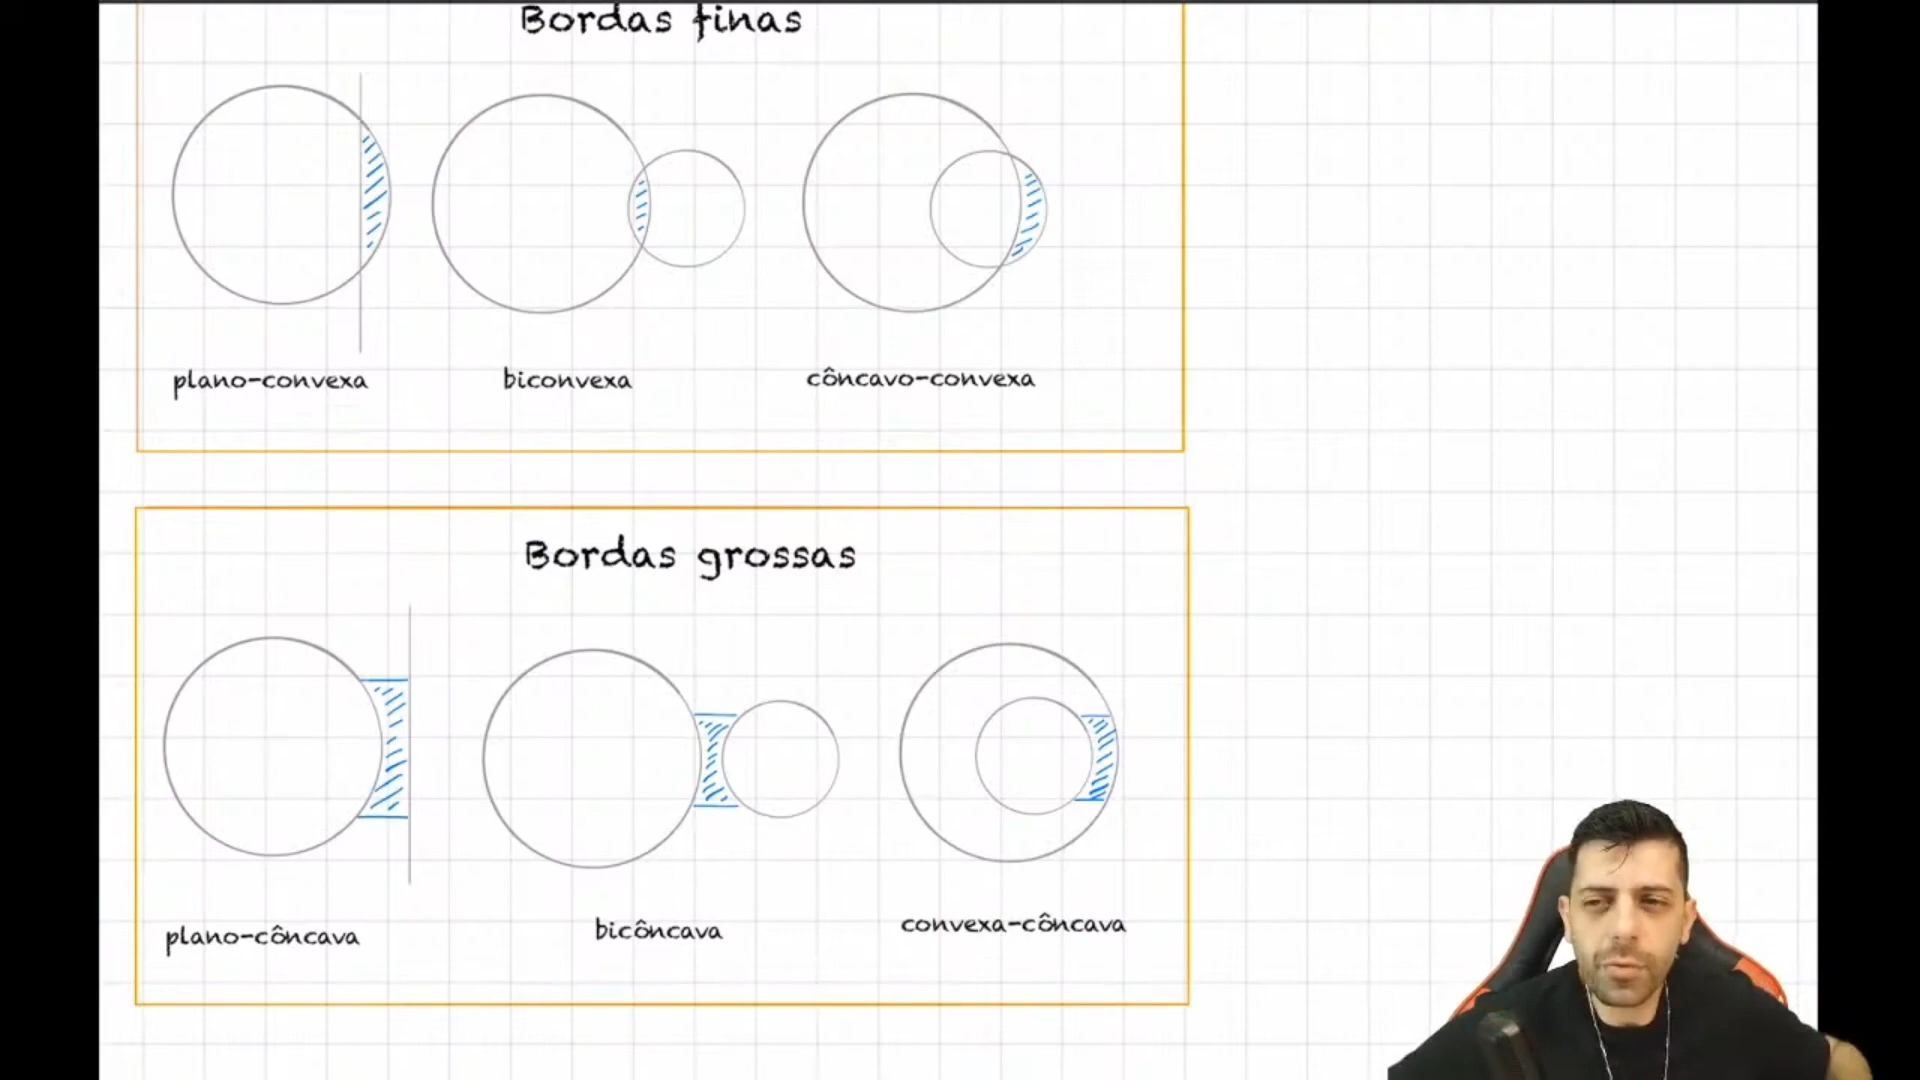 Bordas finas
plano-convexa
biconvexa
côncavo-convexa
Bordas grossas
plano-côncava
bicôncava
convexa-côncava